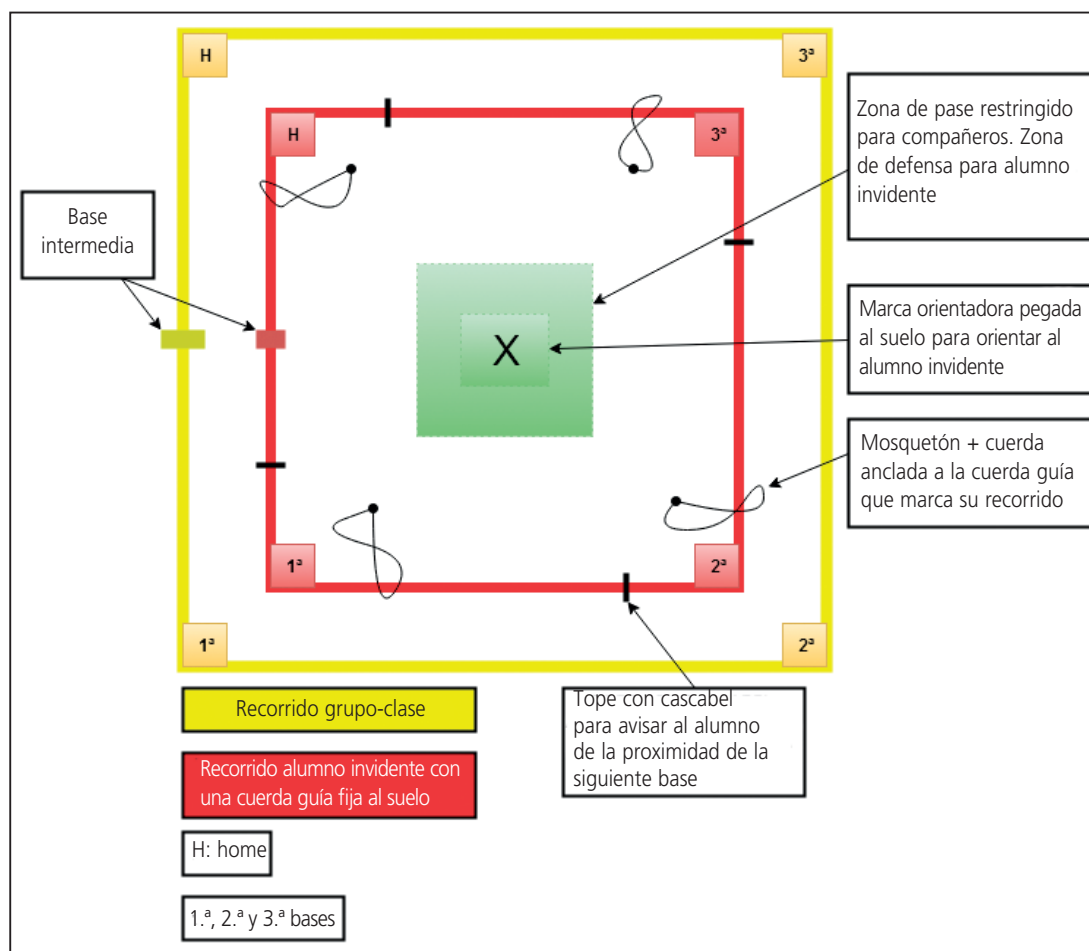 H
3ª
H
3ª
1ª
2ª
1ª
2ª
X
Base
intermedia
Zona de pase restringido
para compañeros. Zona
de defensa para alumno
invidente
Marca orientadora pegada
al suelo para orientar al
alumno invidente
Mosquetón + cuerda
anclada a la cuerda guía
que marca su recorrido
Tope con cascabel
para avisar al alumno
de la proximidad de la
siguiente base
Recorrido grupo-clase
Recorrido alumno invidente con
una cuerda guía fija al suelo
H: home
1.ª, 2.ª y 3.ª bases